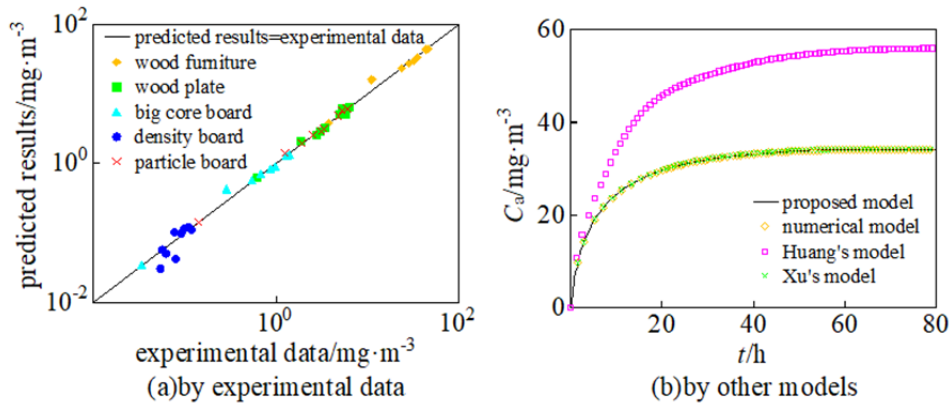 predicted results/mg·m⁻³
10²
10⁰
10⁻²
predicted results=experimental data
wood furniture
wood plate
big core board
density board
particle board
10⁰
10²
experimental data/mg·m⁻³
(a)by experimental data
Cₐ/mg·m⁻³
60
40
20
0
proposed model
numerical model
Huang's model
Xu's model
20
40
60
80
t/h
(b)by other models